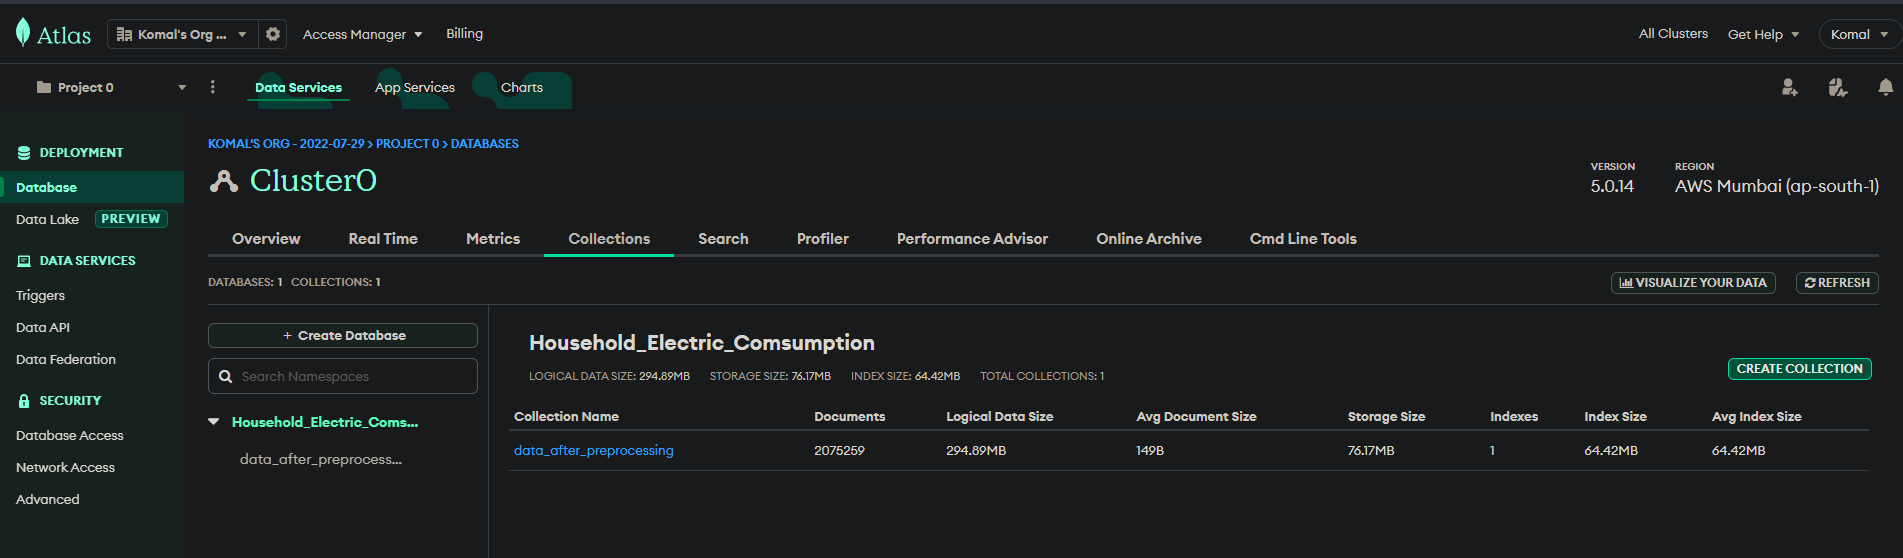 Atlas
Komal's Org ...
Access Manager
Billing
All Clusters
Get Help
Komal
Project 0
Data Services
App Services
Charts
DEPLOYMENT
Database
Data Lake PREVIEW
DATA SERVICES
Triggers
Data API
Data Federation
SECURITY
Database Access
Network Access
Advanced
KOMAL'S ORG - 2022-07-29 > PROJECT 0 > DATABASES
Cluster0
VERSION
5.0.14
REGION
AWS Mumbai (ap-south-1)
Overview
Real Time
Metrics
Collections
Search
Profiler
Performance Advisor
Online Archive
Cmd Line Tools
DATABASES: 1 COLLECTIONS: 1
VISUALIZE YOUR DATA
REFRESH
+ Create Database
Search Namespaces
Household_Electric_Coms...
data_after_preprocess...
Household_Electric_Comsumption
LOGICAL DATA SIZE: 294.89MB STORAGE SIZE: 76.17MB INDEX SIZE: 64.42MB TOTAL COLLECTIONS: 1
CREATE COLLECTION
Collection Name Documents Logical Data Size Avg Document Size Storage Size Indexes Index Size Avg Index Size
data_after_preprocessing 2075259 294.89MB 149B 76.17MB 1 64.42MB 64.42MB